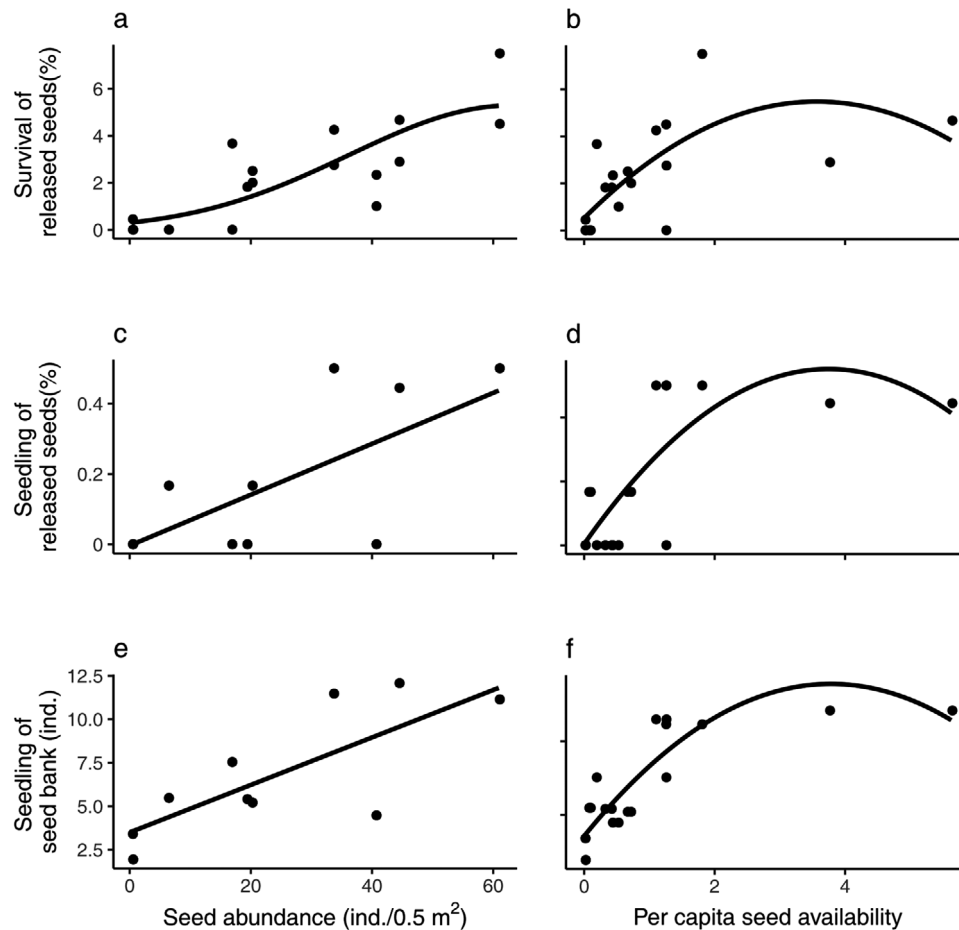 a
b
Survival of
released seeds(%)
6
4
2
0
c
d
Seedling of
released seeds(%)
0.4
0.2
0
e
f
Seedling of
seed bank (ind.)
12.5
10.0
7.5
5.0
2.5
0 20 40 60
0 2 4
Seed abundance (ind./0.5 m²)
Per capita seed availability